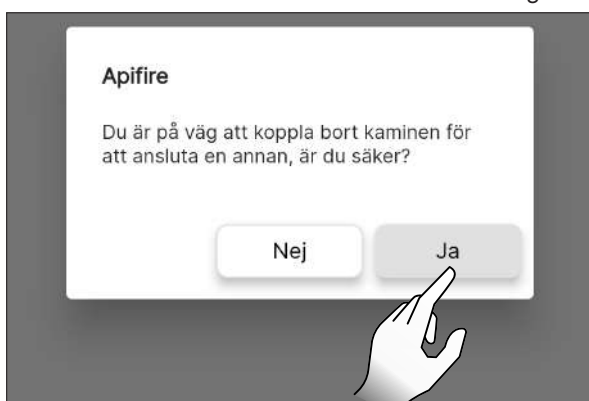 Apifire
Du är på väg att koppla bort kaminen för
att ansluta en annan, är du säker?
Nej
Ja